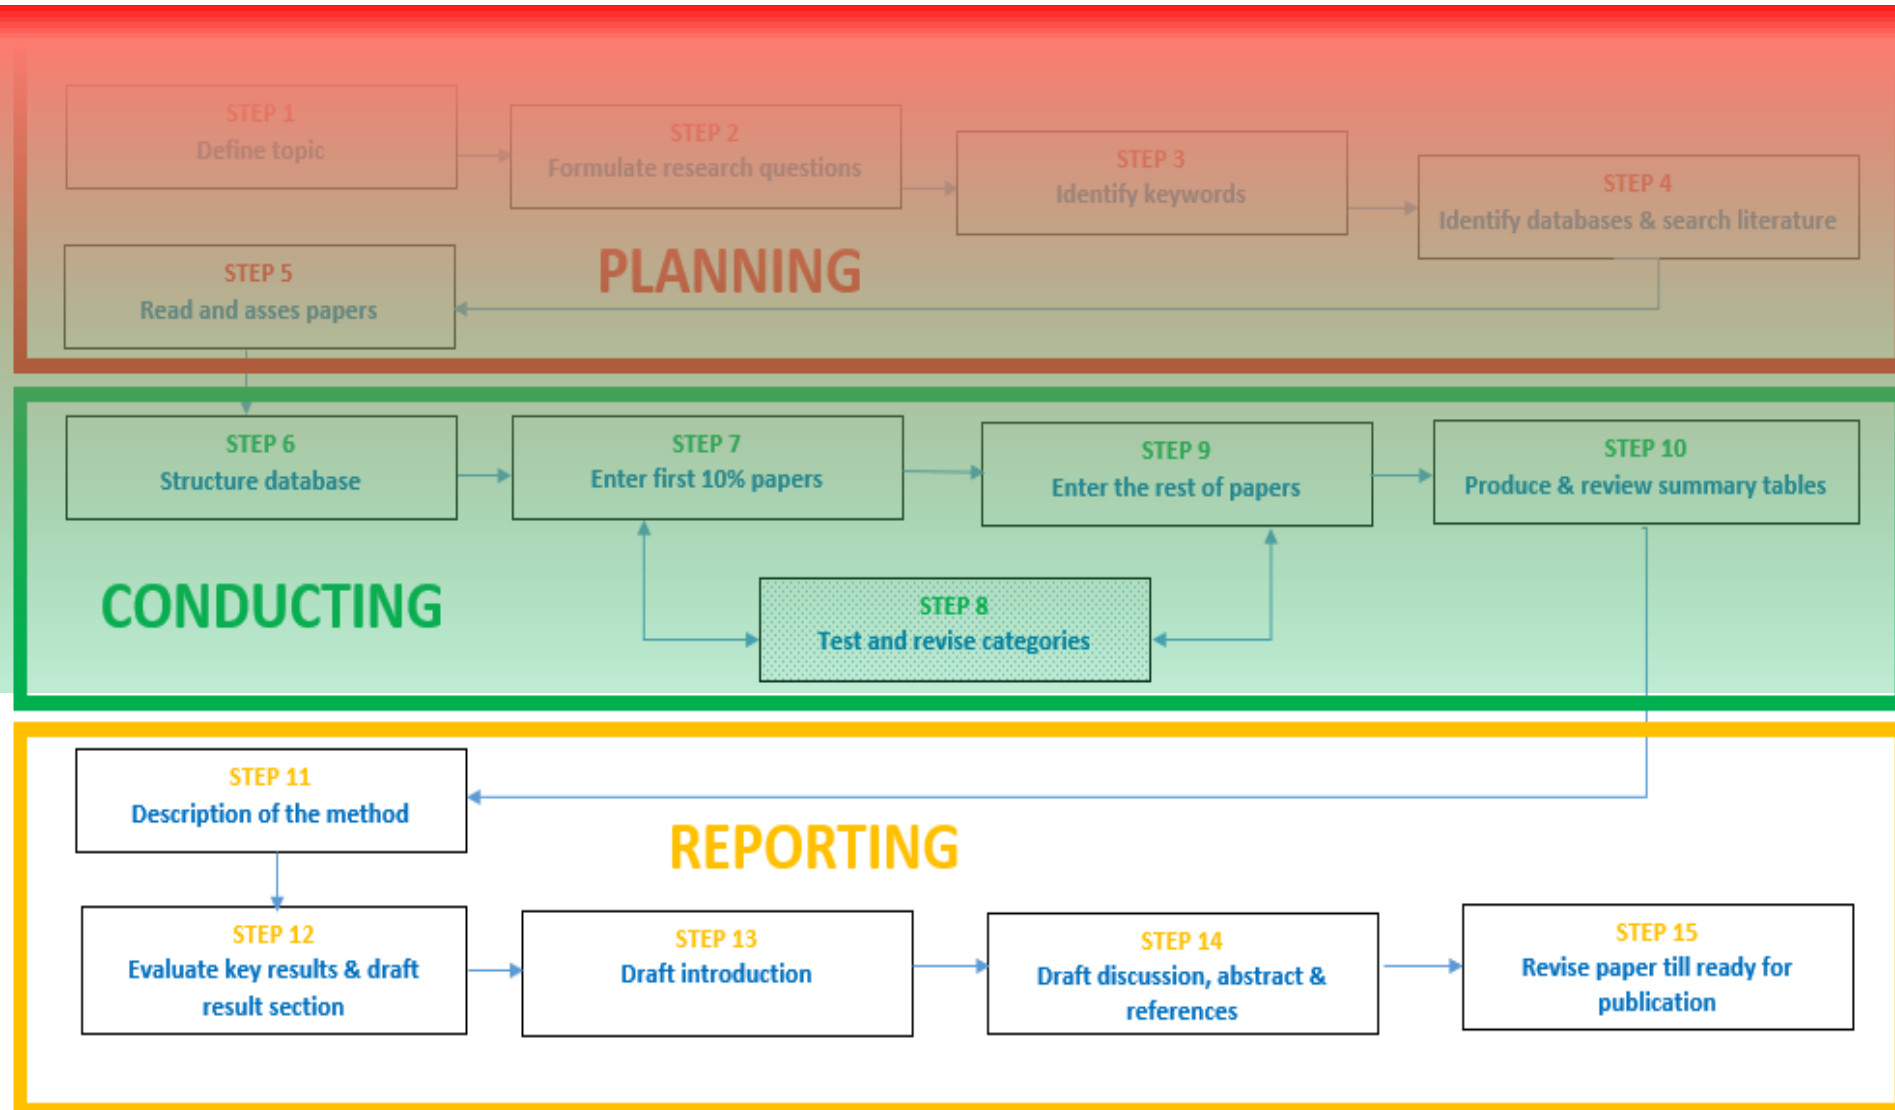 STEP 1
Define topic
STEP 2
Formulate research questions
STEP 3
Identify keywords
STEP 4
Identify databases & search literature
STEP 5
Read and asses papers
PLANNING
STEP 6
Structure database
STEP 7
Enter first 10% papers
STEP 9
Enter the rest of papers
STEP 10
Produce & review summary tables
CONDUCTING
STEP 8
Test and revise categories
STEP 11
Description of the method
REPORTING
STEP 12
Evaluate key results & draft
result section
STEP 13
Draft introduction
STEP 14
Draft discussion, abstract &
references
STEP 15
Revise paper till ready for
publication